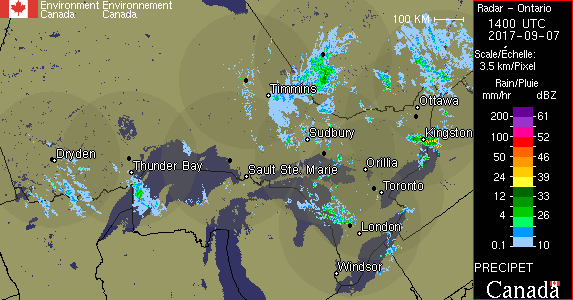 Environment Environnement
Canada Canada
100 KM
Timmins
Ottawa
Sudbury
Kingston
Dryden
Thunder Bay
Sault Ste. Marie
Orillia
Toronto
London
Windsor
Radar - Ontario
1400 UTC
2017-09-07
Scale/Échelle:
3.5 km/Pixel
Rain/Pluie
mm/hr dBZ
200 61
100 52
50 46
24 39
12 33
4 26
0.1 10
PRECIPET
Canada